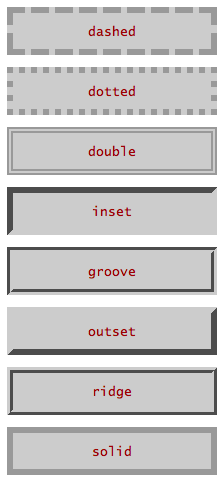 dashed
dotted
double
inset
groove
outset
ridge
solid